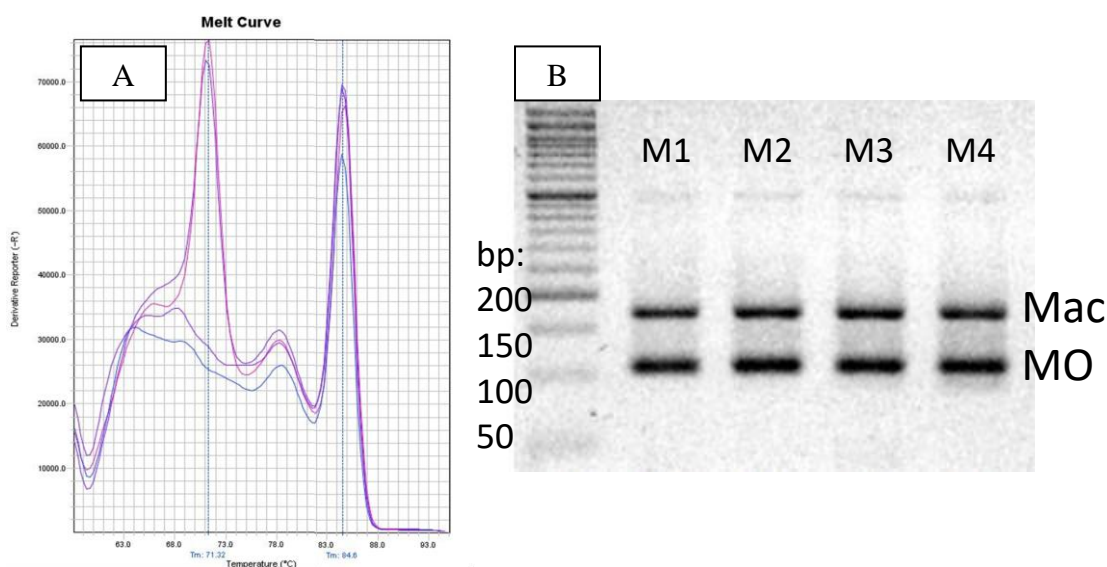 Melt Curve
A
Derivative Reporter (-R')
70000.0
60000.0
50000.0
40000.0
30000.0
20000.0
10000.0
63.0 68.0 73.0 78.0 83.0 88.0 93.0
Tm: 71.32 Tm: 84.6
Temperature (°C)
B
M1 M2 M3 M4
bp:
200
150
100
50
Mac
MO